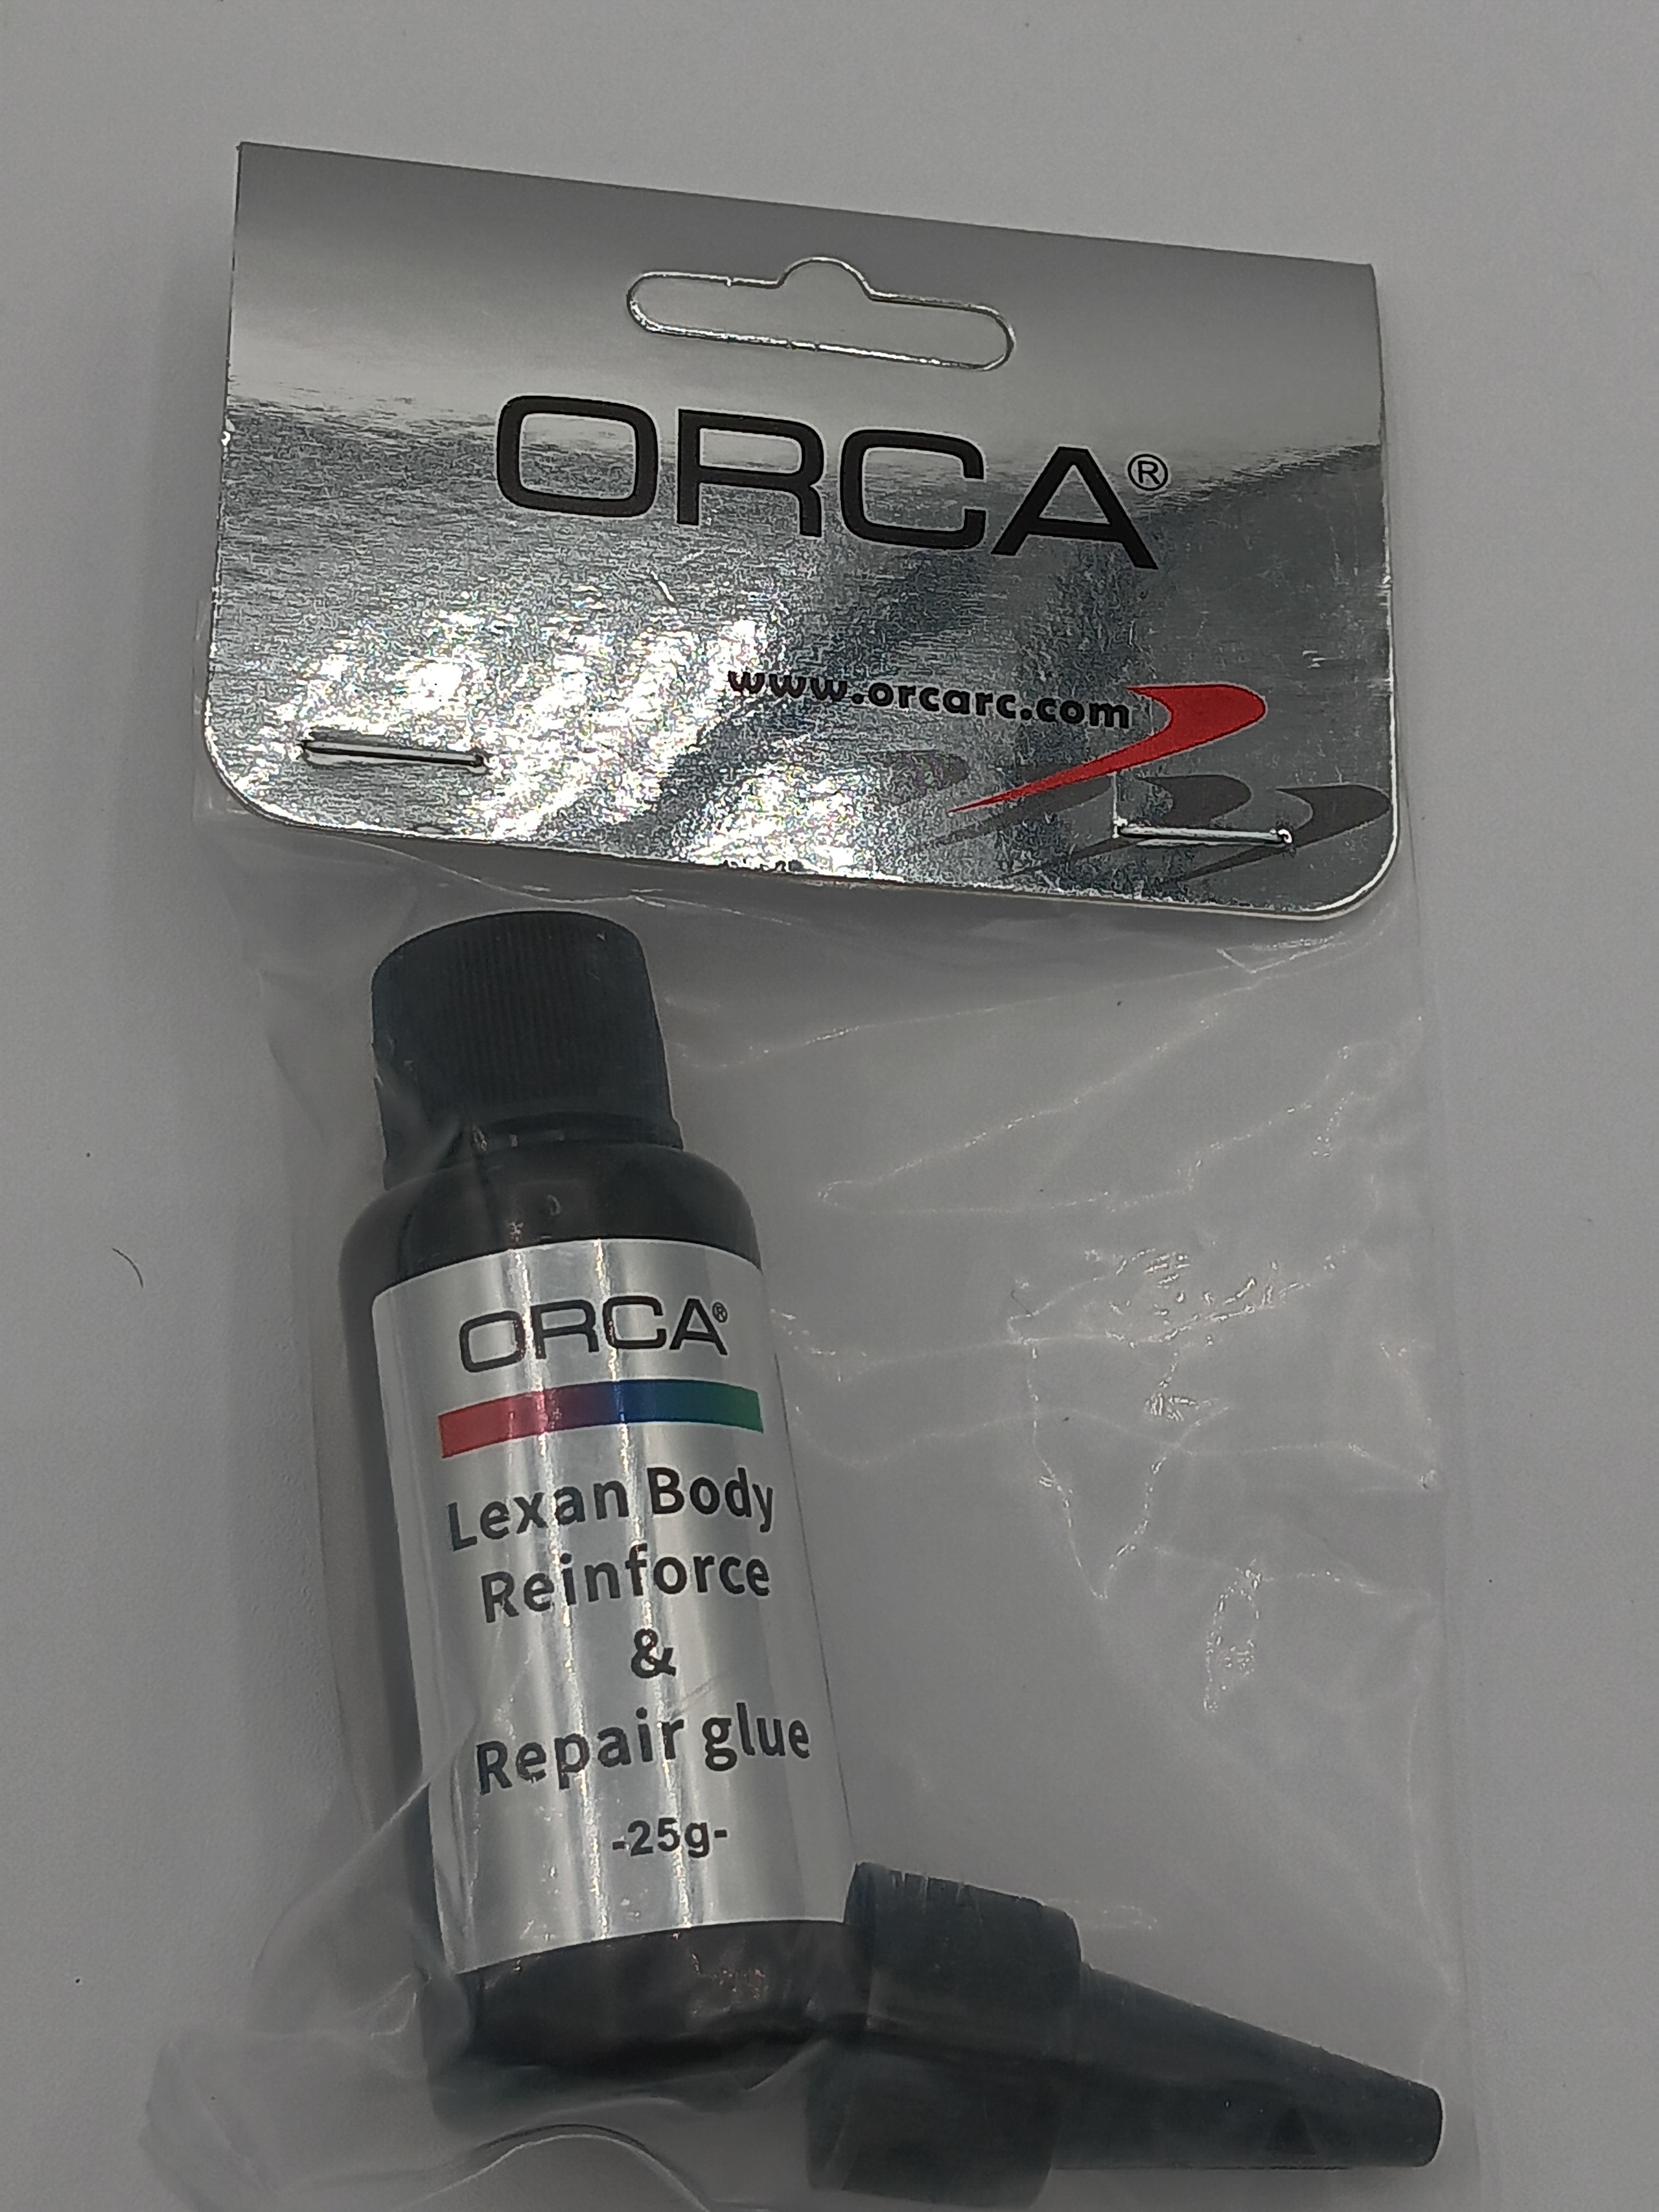 ORCA®
www.orcarc.com
ORCA®
Lexan Body
Reinforce
&
Repair glue
-25g-